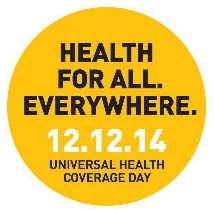 HEALTH
FOR ALL.
EVERYWHERE.
12.12.14
UNIVERSAL HEALTH
COVERAGE DAY